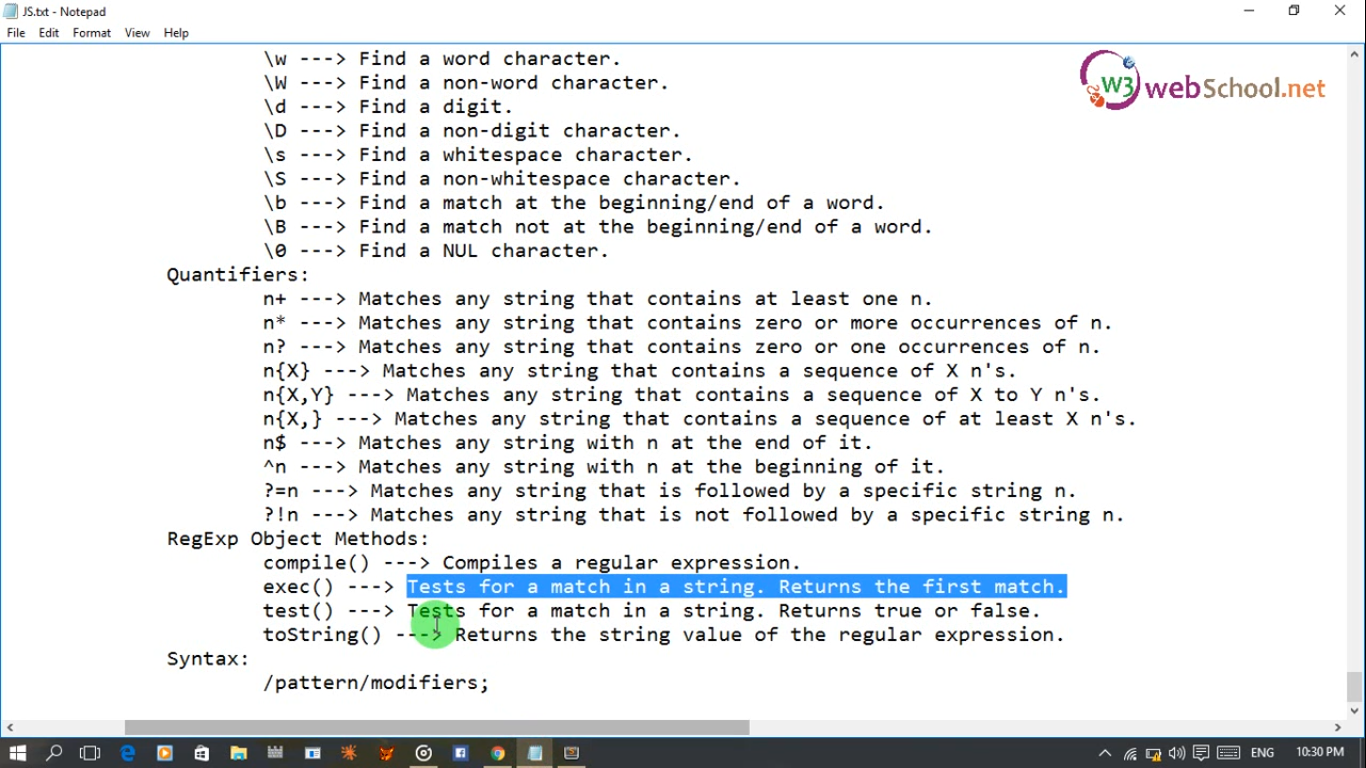 JS.txt - Notepad
File Edit Format View Help
W3webSchool.net
\w ---> Find a word character.
\W ---> Find a non-word character.
\d ---> Find a digit.
\D ---> Find a non-digit character.
\s ---> Find a whitespace character.
\S ---> Find a non-whitespace character.
\b ---> Find a match at the beginning/end of a word.
\B ---> Find a match not at the beginning/end of a word.
\0 ---> Find a NUL character.
Quantifiers:
n+ ---> Matches any string that contains at least one n.
n* ---> Matches any string that contains zero or more occurrences of n.
n? ---> Matches any string that contains zero or one occurrences of n.
n{X} ---> Matches any string that contains a sequence of X n's.
n{X,Y} ---> Matches any string that contains a sequence of X to Y n's.
n{X,} ---> Matches any string that contains a sequence of at least X n's.
n$ ---> Matches any string with n at the end of it.
^n ---> Matches any string with n at the beginning of it.
?=n ---> Matches any string that is followed by a specific string n.
?!n ---> Matches any string that is not followed by a specific string n.
RegExp Object Methods:
compile() ---> Compiles a regular expression.
exec() ---> Tests for a match in a string. Returns the first match.
test() ---> Tests for a match in a string. Returns true or false.
toString() ---> Returns the string value of the regular expression.
Syntax:
/pattern/modifiers;
ENG 10:30 PM